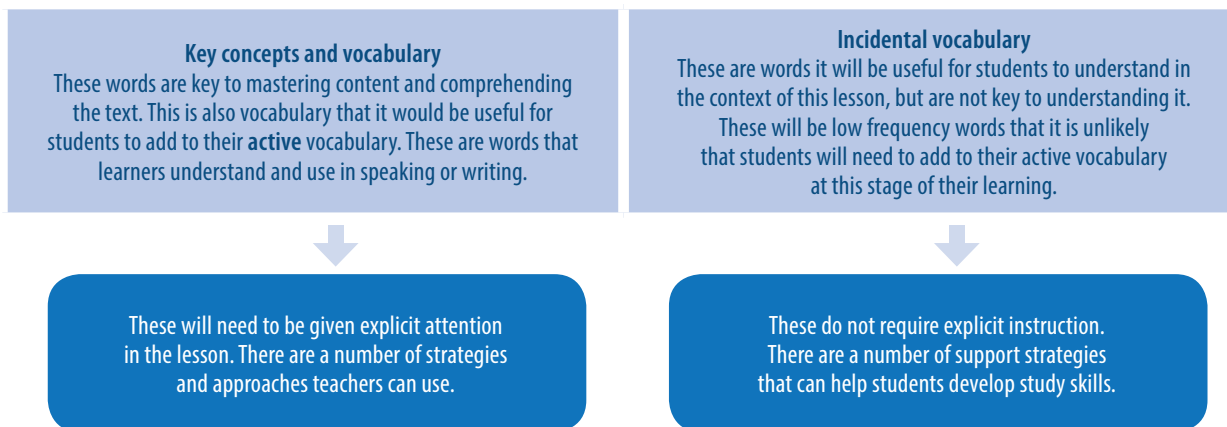 Key concepts and vocabulary
These words are key to mastering content and comprehending
the text. This is also vocabulary that it would be useful for
students to add to their active vocabulary. These are words that
learners understand and use in speaking or writing.
Incidental vocabulary
These are words it will be useful for students to understand in
the context of this lesson, but are not key to understanding it.
These will be low frequency words that it is unlikely
that students will need to add to their active vocabulary
at this stage of their learning.
These will need to be given explicit attention
in the lesson. There are a number of strategies
and approaches teachers can use.
These do not require explicit instruction.
There are a number of support strategies
that can help students develop study skills.